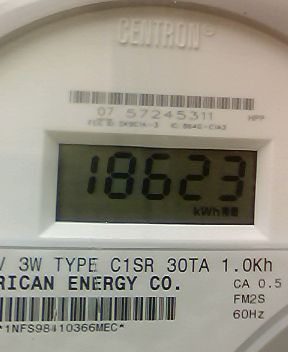 CENTRON®
07 57245311 HPP
18623
kWh
V 3W TYPE C1SR 30TA 1.0Kh
RICAN ENERGY CO. CA 0.5
FM2S
60Hz
*1NFS98410366MEC*